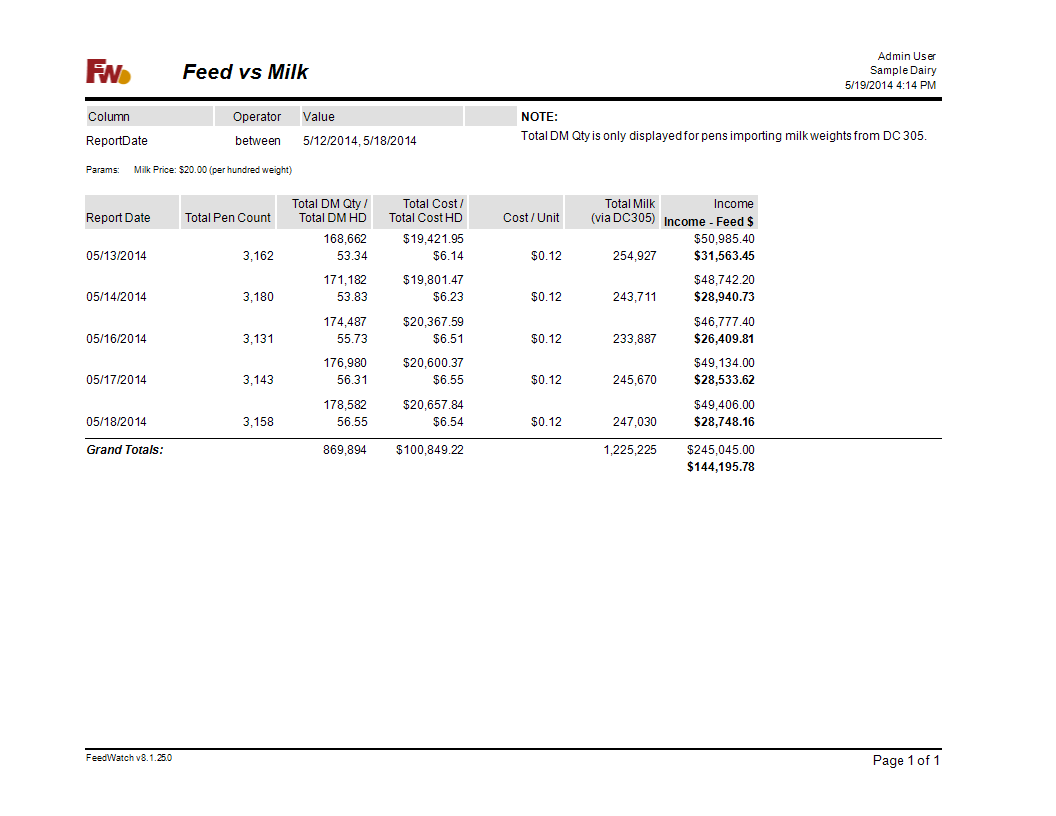 FW
Feed vs Milk
Admin User
Sample Dairy
5/19/2014 4:14 PM
Column Operator Value
ReportDate between 5/12/2014, 5/18/2014
NOTE:
Total DM Qty is only displayed for pens importing milk weights from DC 305.
Params: Milk Price: $20.00 (per hundred weight)
Total DM Qty / Total Cost / Total Milk Income
Report Date Total Pen Count Total DM HD Total Cost HD Cost / Unit (via DC305) Income - Feed $
168,662 $19,421.95 $50,985.40
05/13/2014 3,162 53.34 $6.14 $0.12 254,927 $31,563.45
171,182 $19,801.47 $48,742.20
05/14/2014 3,180 53.83 $6.23 $0.12 243,711 $28,940.73
174,487 $20,367.59 $46,777.40
05/16/2014 3,131 55.73 $6.51 $0.12 233,887 $26,409.81
176,980 $20,600.37 $49,134.00
05/17/2014 3,143 56.31 $6.55 $0.12 245,670 $28,533.62
178,582 $20,657.84 $49,406.00
05/18/2014 3,158 56.55 $6.54 $0.12 247,030 $28,748.16
Grand Totals: 869,894 $100,849.22 1,225,225 $245,045.00
$144,195.78
FeedWatch v8.1.25.0
Page 1 of 1